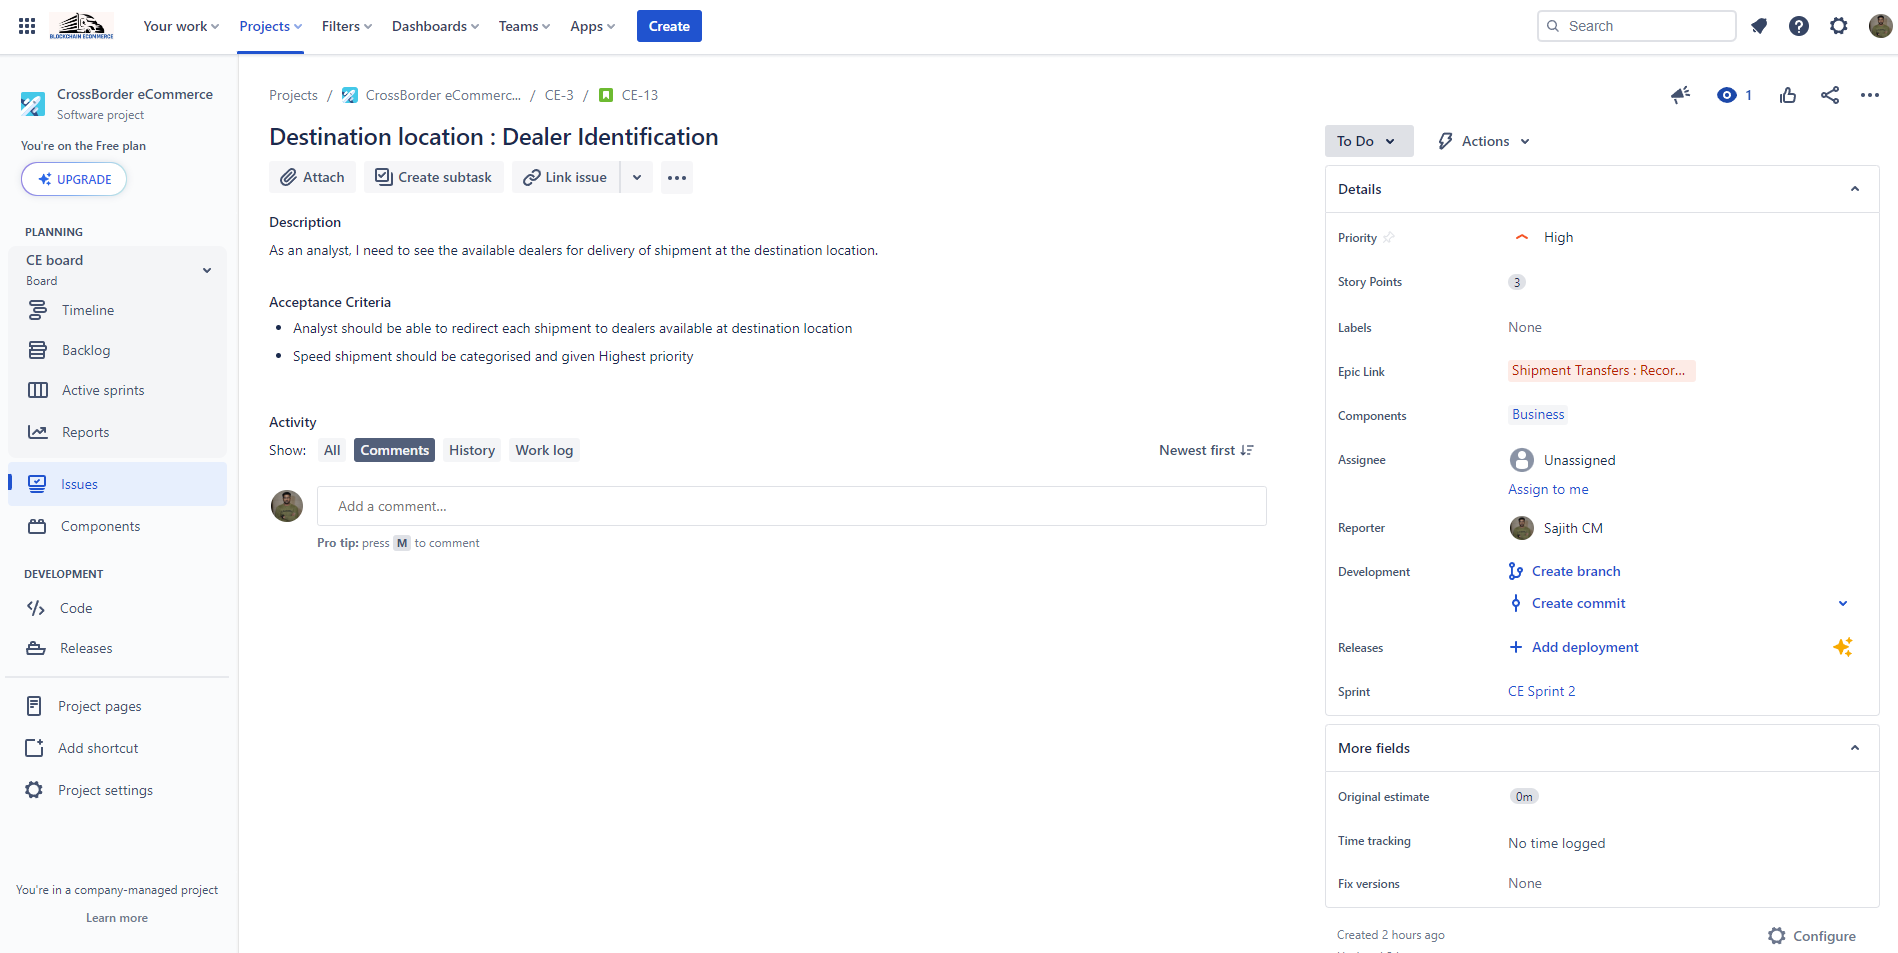 BLOCKCHAIN ECOMMERCE
Your work
Projects
Filters
Dashboards
Teams
Apps
Create
Search
CrossBorder eCommerce
Software project
You're on the Free plan
UPGRADE
PLANNING
CE board
Board
Timeline
Backlog
Active sprints
Reports
Issues
Components
DEVELOPMENT
Code
Releases
Project pages
Add shortcut
Project settings
You're in a company-managed project
Learn more
Projects / CrossBorder eCommerc... / CE-3 / CE-13
1
Destination location : Dealer Identification
Attach
Create subtask
Link issue
Description
As an analyst, I need to see the available dealers for delivery of shipment at the destination location.
Acceptance Criteria
• Analyst should be able to redirect each shipment to dealers available at destination location
• Speed shipment should be categorised and given Highest priority
Activity
Show: All Comments History Work log
Newest first
Add a comment...
Pro tip: press M to comment
To Do
Actions
Details
Priority High
Story Points 3
Labels None
Epic Link Shipment Transfers : Recor...
Components Business
Assignee Unassigned
Assign to me
Reporter Sajith CM
Development Create branch
Create commit
Releases Add deployment
Sprint CE Sprint 2
More fields
Original estimate 0m
Time tracking No time logged
Fix versions None
Created 2 hours ago
Configure